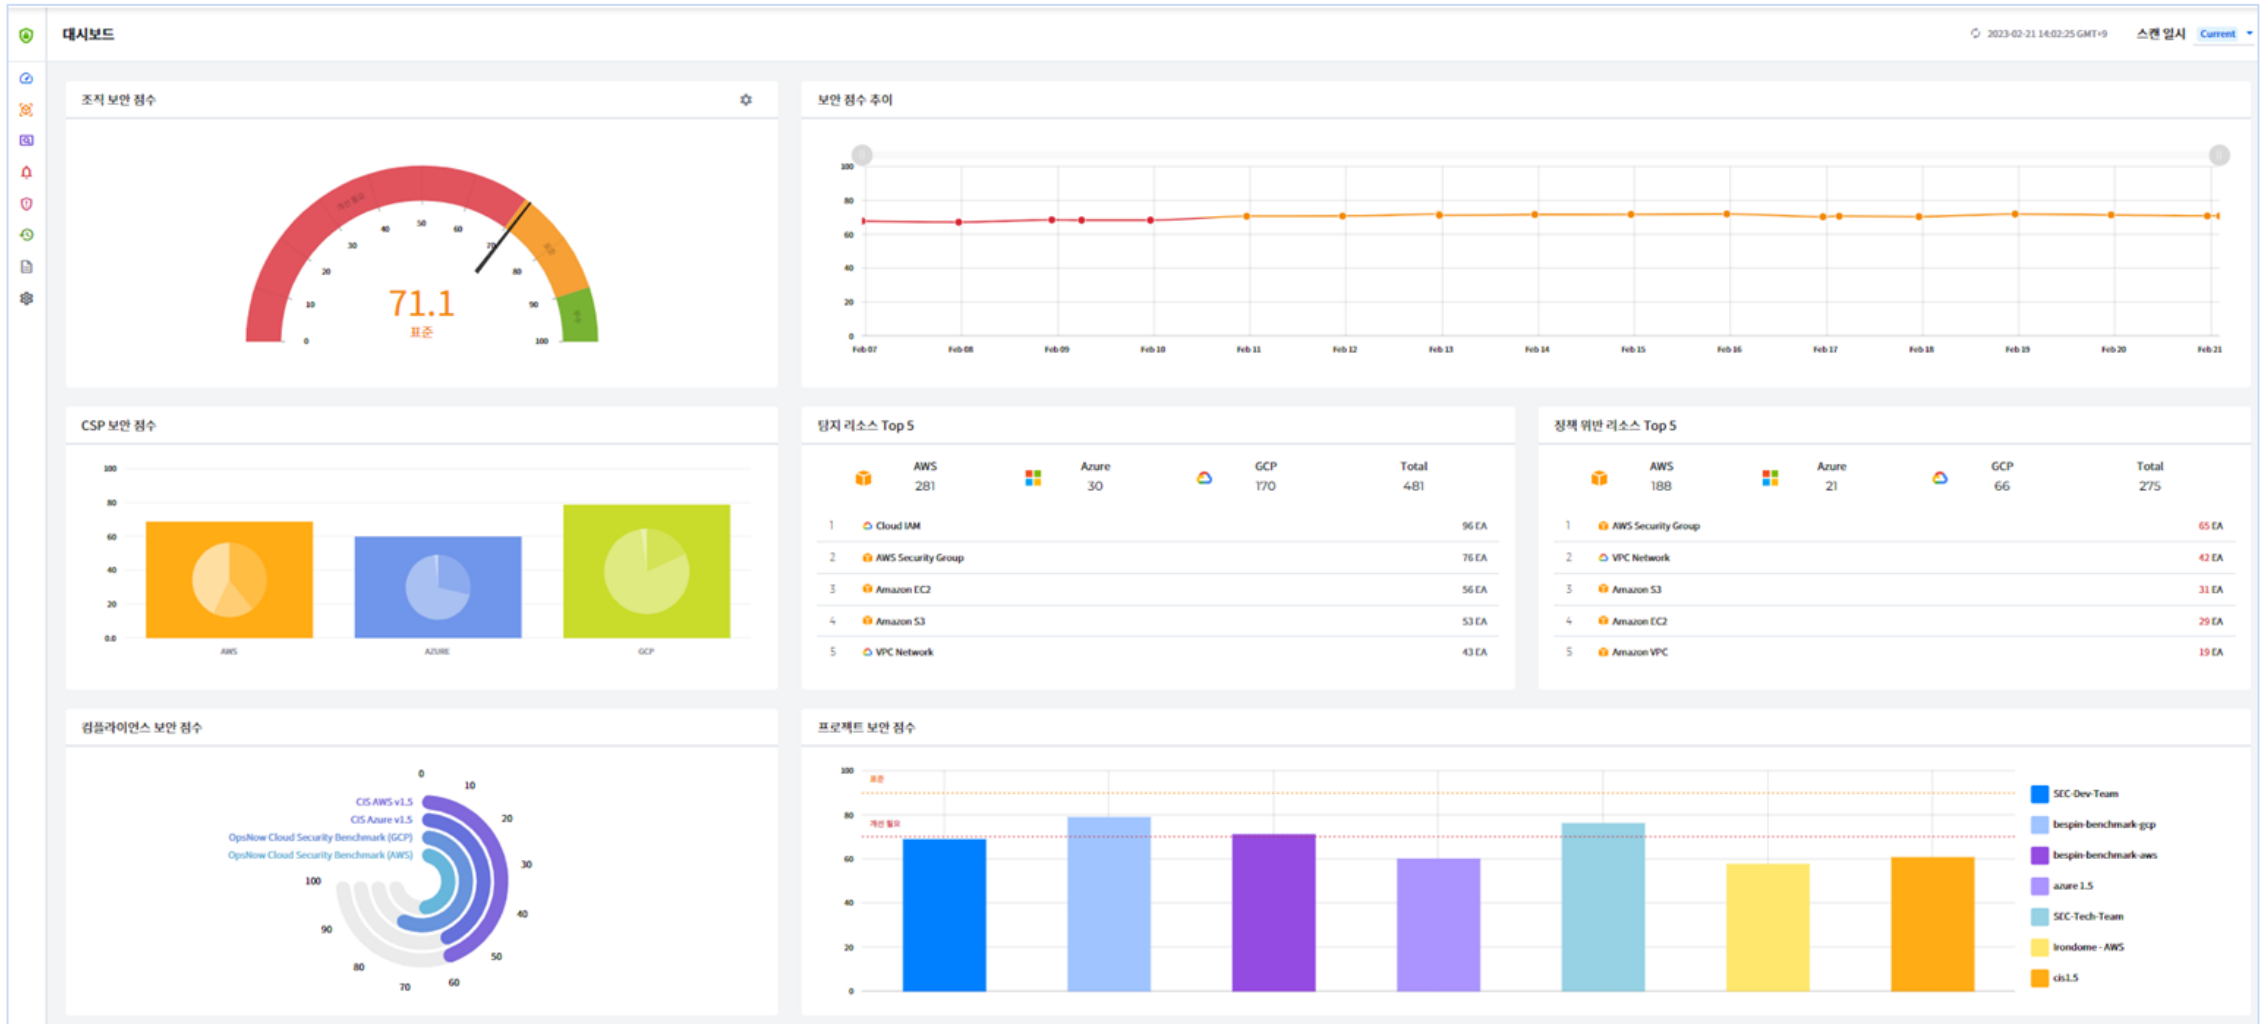 대시보드
2023-02-21 14:02:25 GMT+9 스캔 일시 Current
조직 보안 점수
개선 필요
0
10
20
30
40
50
60
70
80
90
100
71.1
표준
보안 점수 추이
100
80
60
40
20
0
Feb 07 Feb 08 Feb 09 Feb 10 Feb 11 Feb 12 Feb 13 Feb 14 Feb 15 Feb 16 Feb 17 Feb 18 Feb 19 Feb 20 Feb 21
CSP 보안 점수
100
80
60
40
20
0.0
AWS AZURE GCP
탐지 리소스 Top 5
AWS Azure GCP Total
281 30 170 481
1 Cloud IAM 96 EA
2 AWS Security Group 76 EA
3 Amazon EC2 56 EA
4 Amazon S3 53 EA
5 VPC Network 43 EA
정책 위반 리소스 Top 5
AWS Azure GCP Total
188 21 66 275
1 AWS Security Group 65 EA
2 VPC Network 42 EA
3 Amazon S3 31 EA
4 Amazon EC2 29 EA
5 Amazon VPC 19 EA
컴플라이언스 보안 점수
CIS AWS v1.5
CIS Azure v1.5
OpsNow Cloud Security Benchmark (GCP)
OpsNow Cloud Security Benchmark (AWS)
0
10
20
30
40
50
60
70
80
90
100
프로젝트 보안 점수
100
80
60
40
20
0
표준
개선 필요
SEC-Dev-Team
bespin-benchmark-gcp
bespin-benchmark-aws
azure 1.5
SEC-Tech-Team
Irondome - AWS
cis1.5